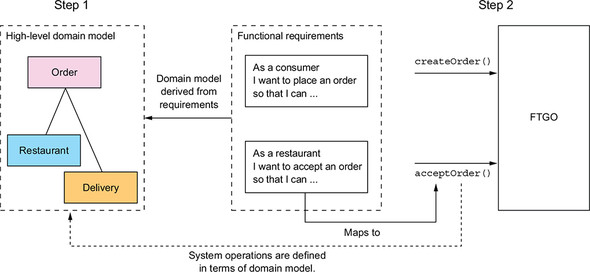 Step 1
Step 2
High-level domain model
Order
Restaurant
Delivery
Domain model
derived from
requirements
Functional requirements
As a consumer
I want to place an order
so that I can ...
As a restaurant
I want to accept an order
so that I can ...
createOrder()
acceptOrder()
FTGO
Maps to
System operations are defined
in terms of domain model.